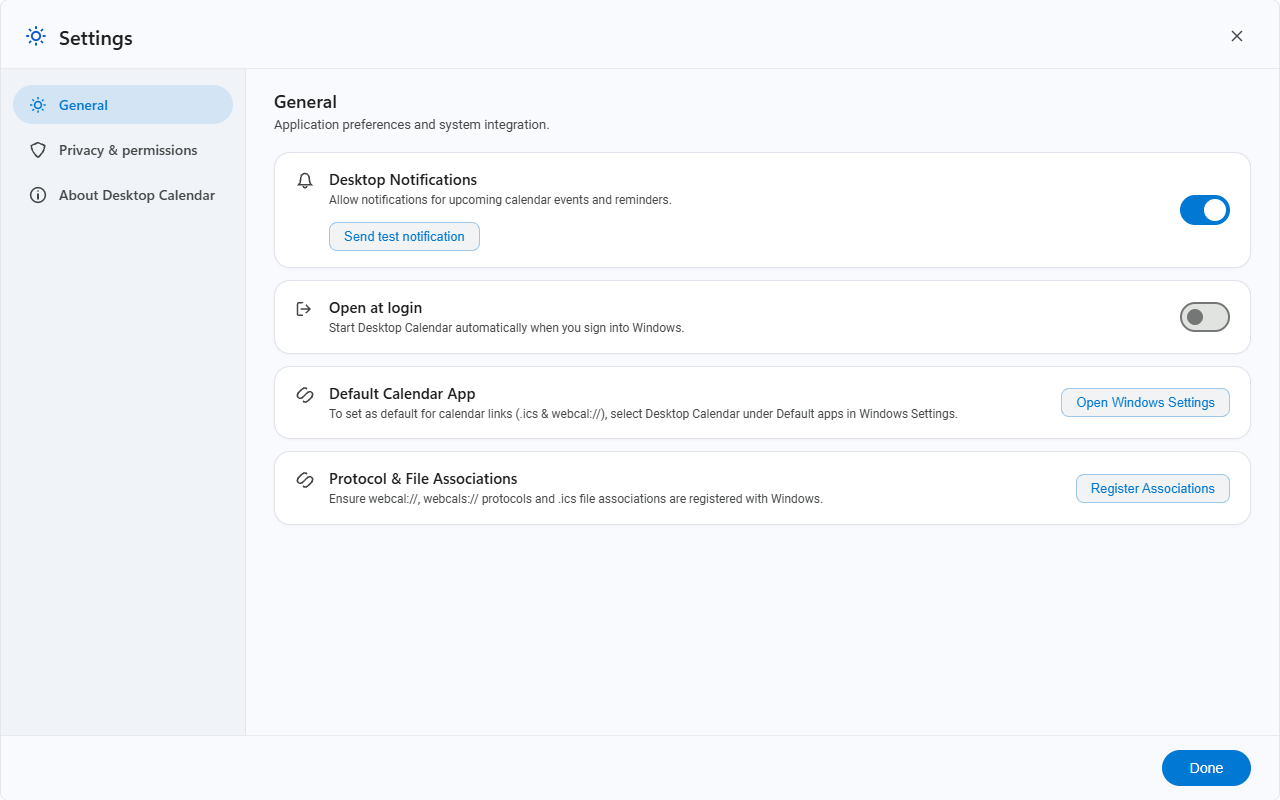 Settings
General
Privacy & permissions
About Desktop Calendar
General
Application preferences and system integration.
Desktop Notifications
Allow notifications for upcoming calendar events and reminders.
Send test notification
Open at login
Start Desktop Calendar automatically when you sign into Windows.
Default Calendar App
To set as default for calendar links (.ics & webcal://), select Desktop Calendar under Default apps in Windows Settings.
Open Windows Settings
Protocol & File Associations
Ensure webcal://, webcals:// protocols and .ics file associations are registered with Windows.
Register Associations
Done